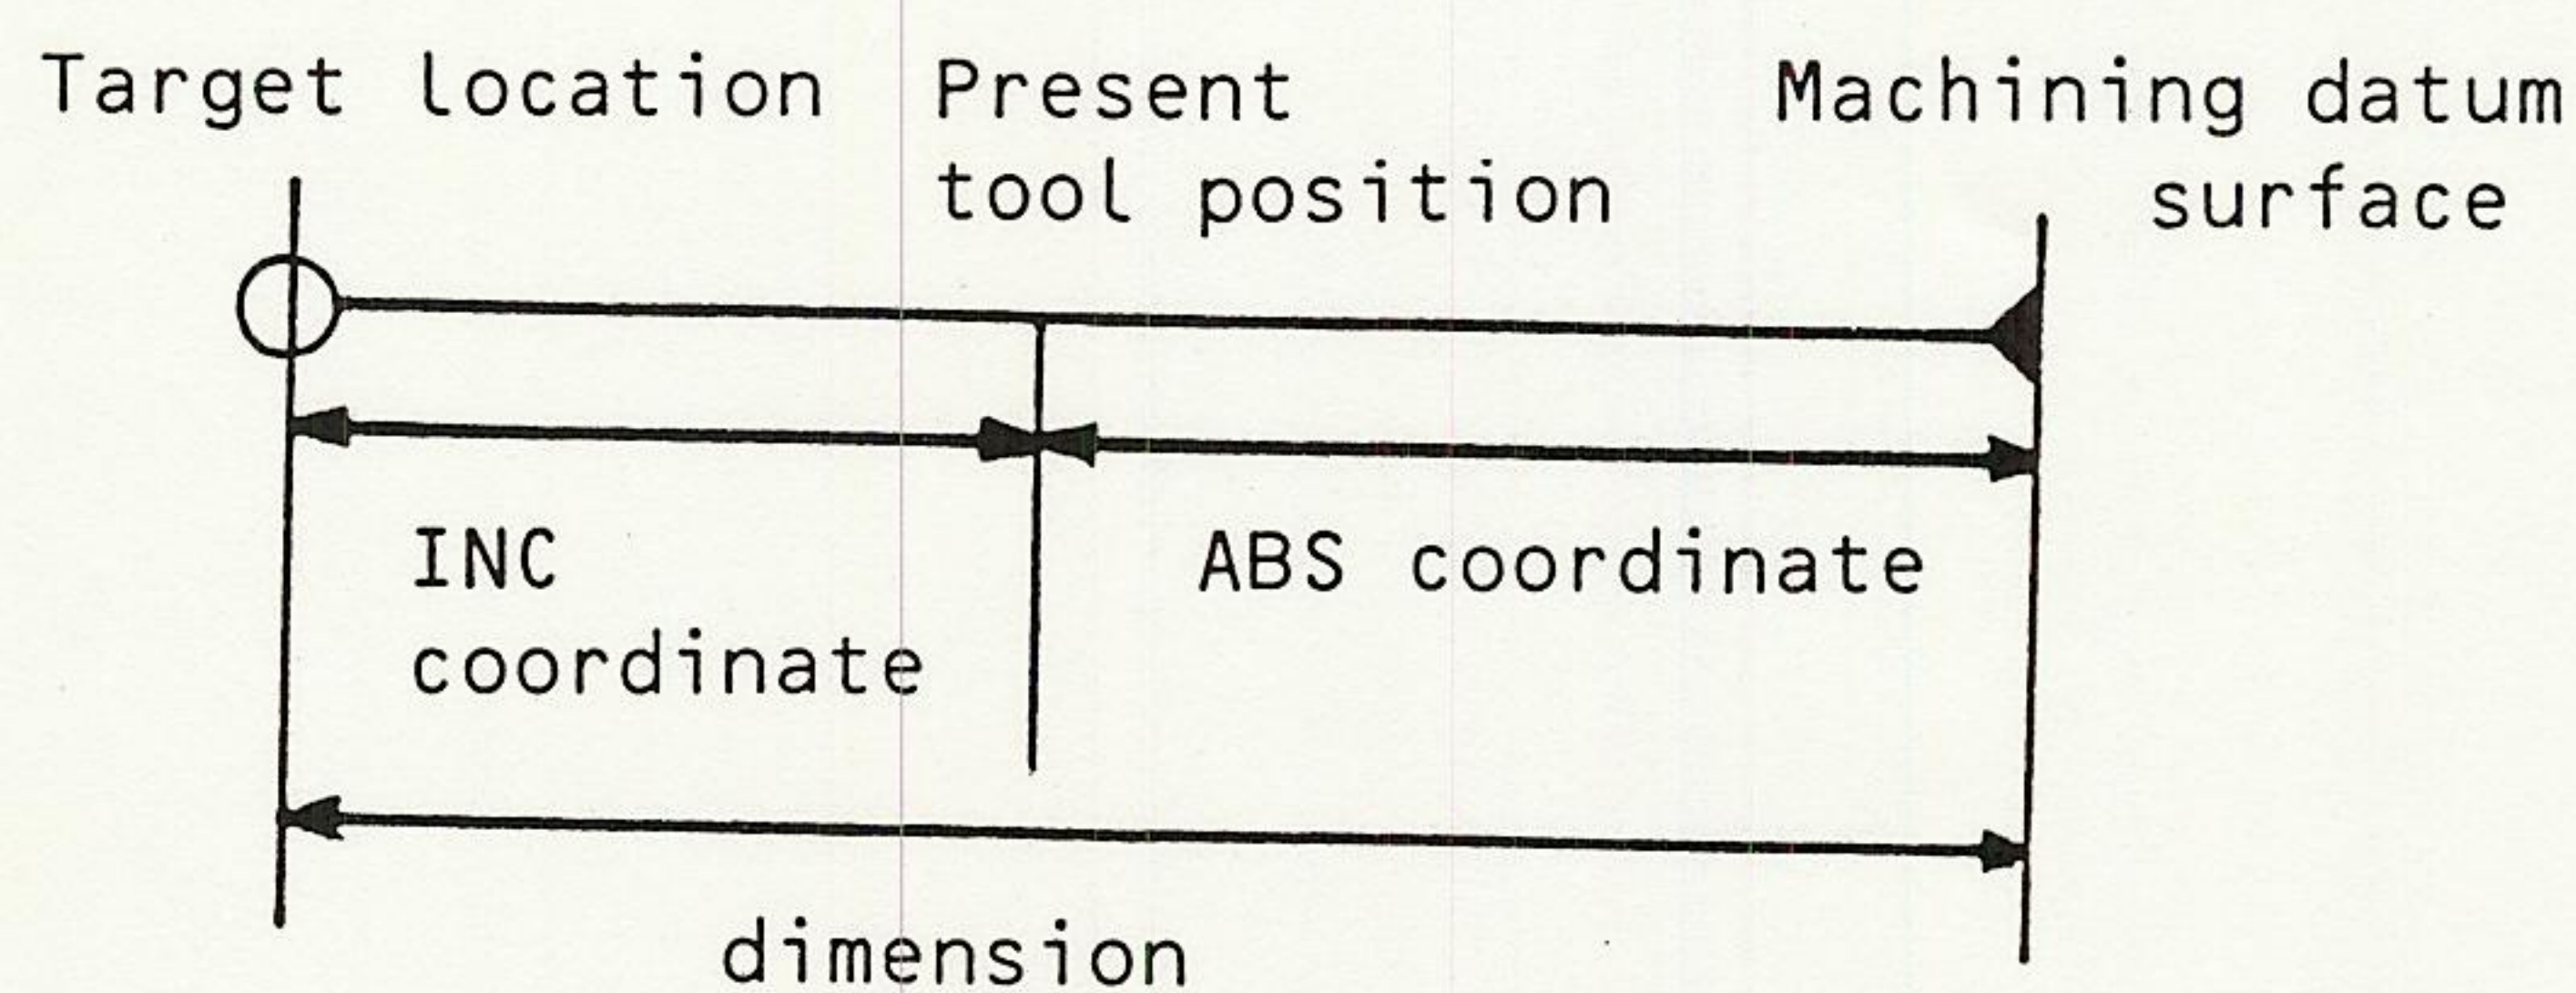 Target location
Present
tool position
Machining datum
surface
INC
coordinate
ABS coordinate
dimension